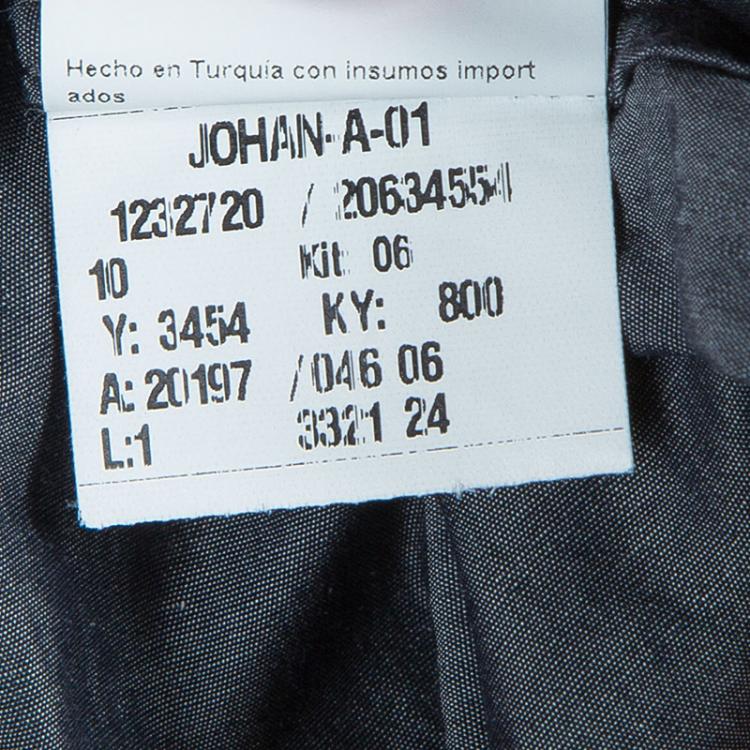 Hecho en Turquía con insumos import
ados
JOHAN-A-01
1232720 / 20634554
10 Kit: 06
Y: 3454 KY: 800
A: 20197 /046 06
L:1 3321 24